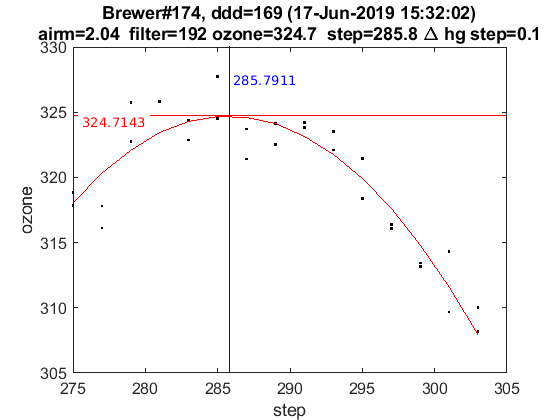 Brewer#174, ddd=169 (17-Jun-2019 15:32:02)
airm=2.04 filter=192 ozone=324.7 step=285.8 Δ hg step=0.1
330
325
320
315
310
305
ozone
285.7911
324.7143
275 280 285 290 295 300 305
step